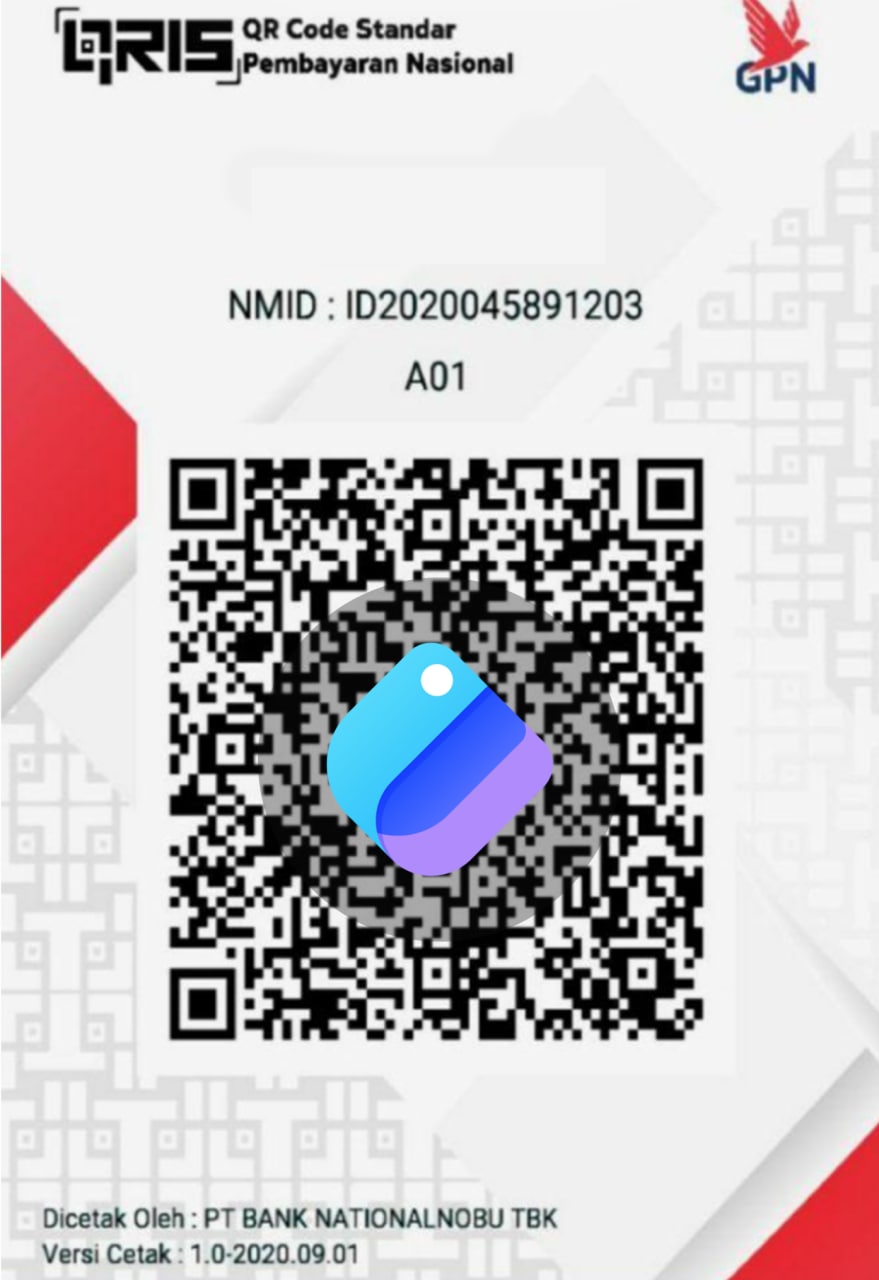 QRIS QR Code Standar
Pembayaran Nasional
GPN
NMID : ID2020045891203
A01
Dicetak Oleh : PT BANK NATIONALNOBU TBK
Versi Cetak : 1.0-2020.09.01